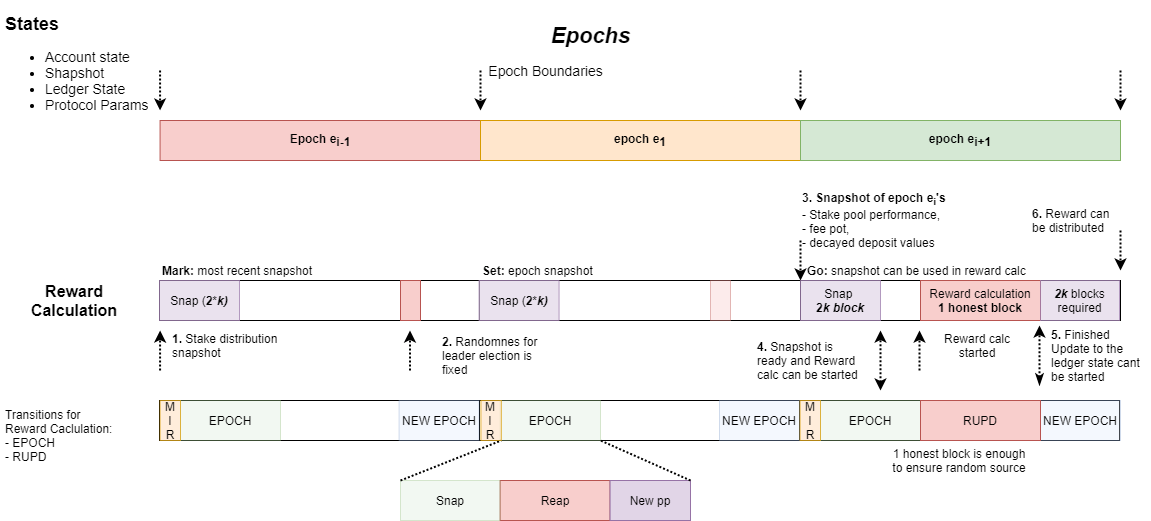 States
Epochs
• Account state
• Shapshot
• Ledger State
• Protocol Params
Epoch Boundaries
Epoch ei-1
epoch e1
epoch ei+1
3. Snapshot of epoch ei's
- Stake pool performance,
- fee pot,
- decayed deposit values
6. Reward can
be distributed
Mark: most recent snapshot
Set: epoch snapshot
Go: snapshot can be used in reward calc
Reward
Calculation
Snap (2*k)
Snap (2*k)
Snap
2k block
Reward calculation
1 honest block
2k blocks
required
1. Stake distribution
snapshot
2. Randomnes for
leader election is
fixed
4. Snapshot is
ready and Reward
calc can be started
Reward calc
started
5. Finished
Update to the
ledger state cant
be started
Transitions for
Reward Caclulation:
- EPOCH
- RUPD
M
I
R
EPOCH
NEW EPOCH
M
I
R
EPOCH
NEW EPOCH
M
I
R
EPOCH
RUPD
NEW EPOCH
1 honest block is enough
to ensure random source
Snap
Reap
New pp